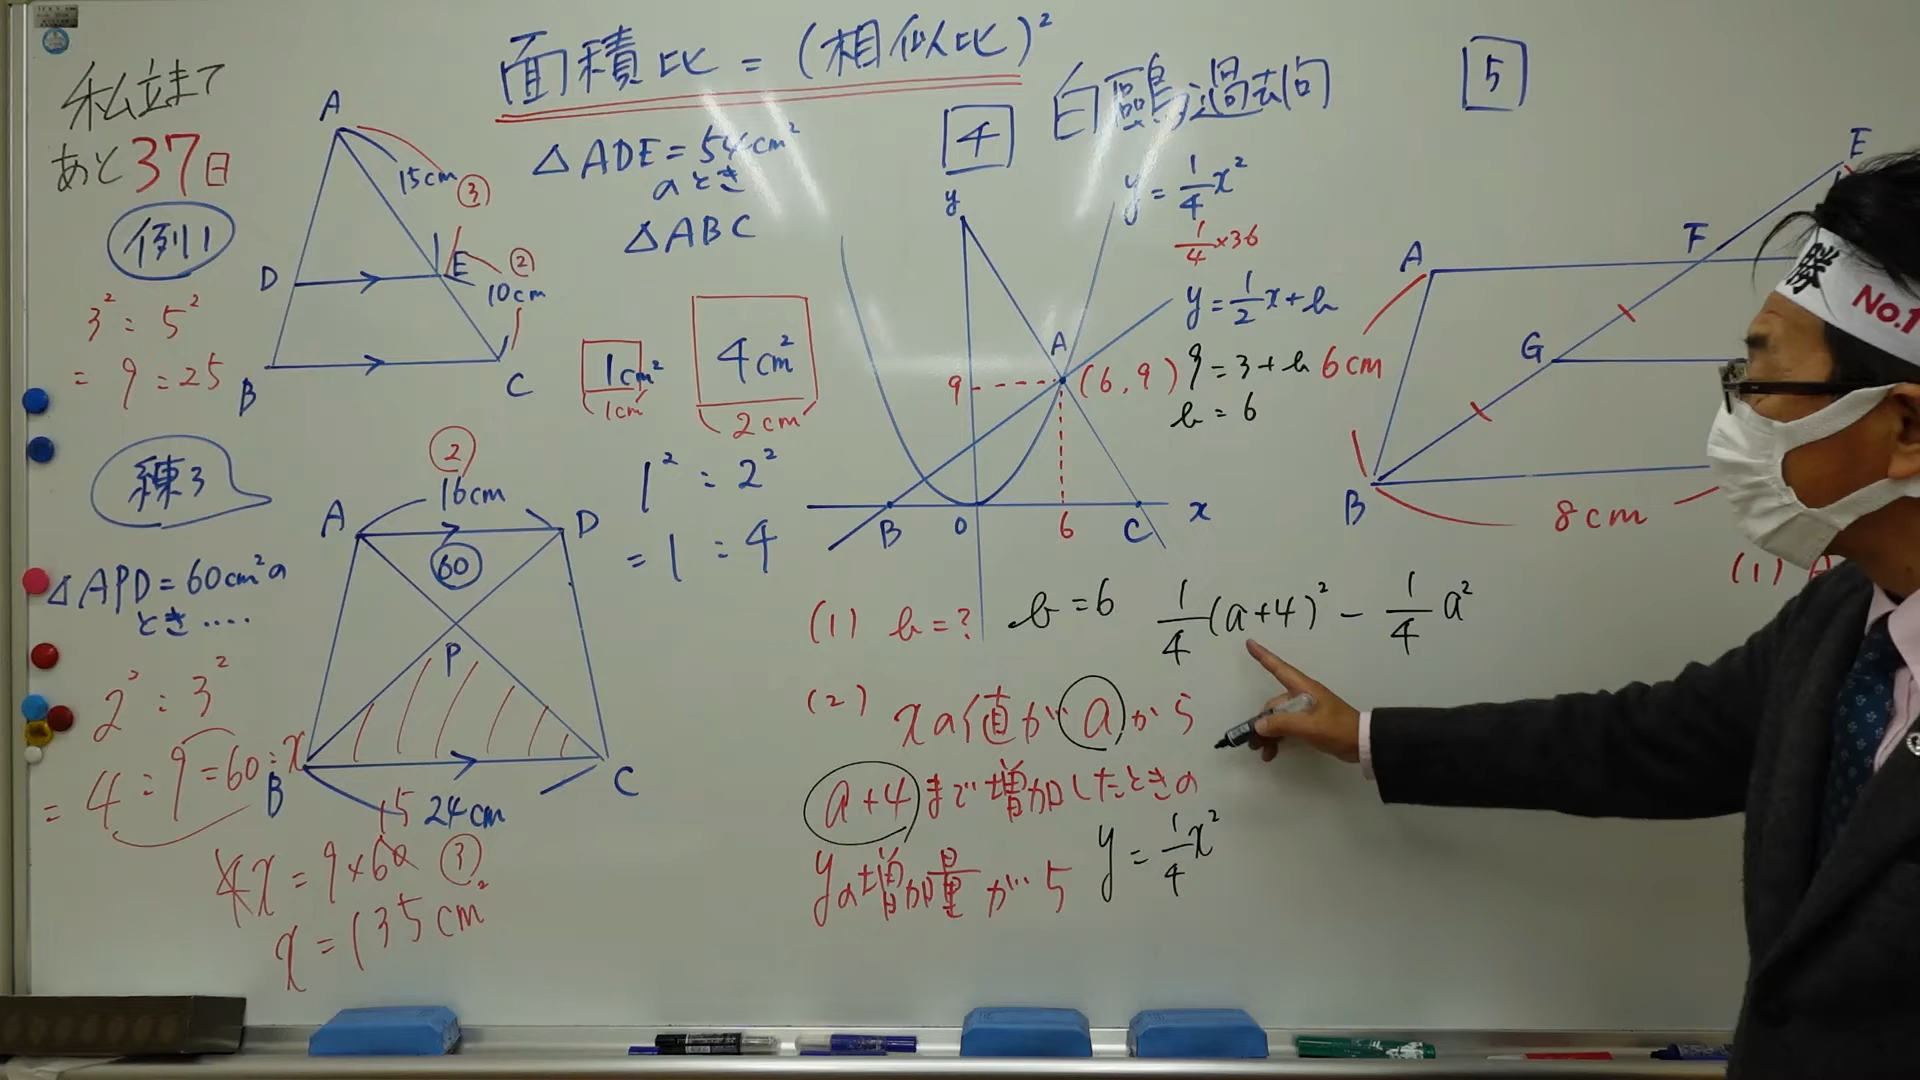 面積比=(相似比)²
私立まで
あと37日
例1
A
15cm
③
D
E
②
10cm
B
C
3²:5²
=9:25
△ADE=54cm²
のとき
△ABC
1cm²
1cm
4cm²
2cm
1²:2²
=1:4
練3
△APD=60cm²の
とき····
②
16cm
A
D
60
P
B
C
24cm
③
2²:3²
=4:9=60:x
15
4x=9×60
x=135cm²
4
白鷗過去問
y
y=1/4x²
1/4×36
y=1/2x+b
A
9
(6,9)
9=3+b
b=6
B
O
6
C
x
(1) b=?
b=6
1/4(a+4)²-1/4a²
(2) xの値がaから
a+4まで増加したときの
yの増加量が5
y=1/4x²
5
E
F
A
G
6cm
B
8cm
(1)
勝
No.1